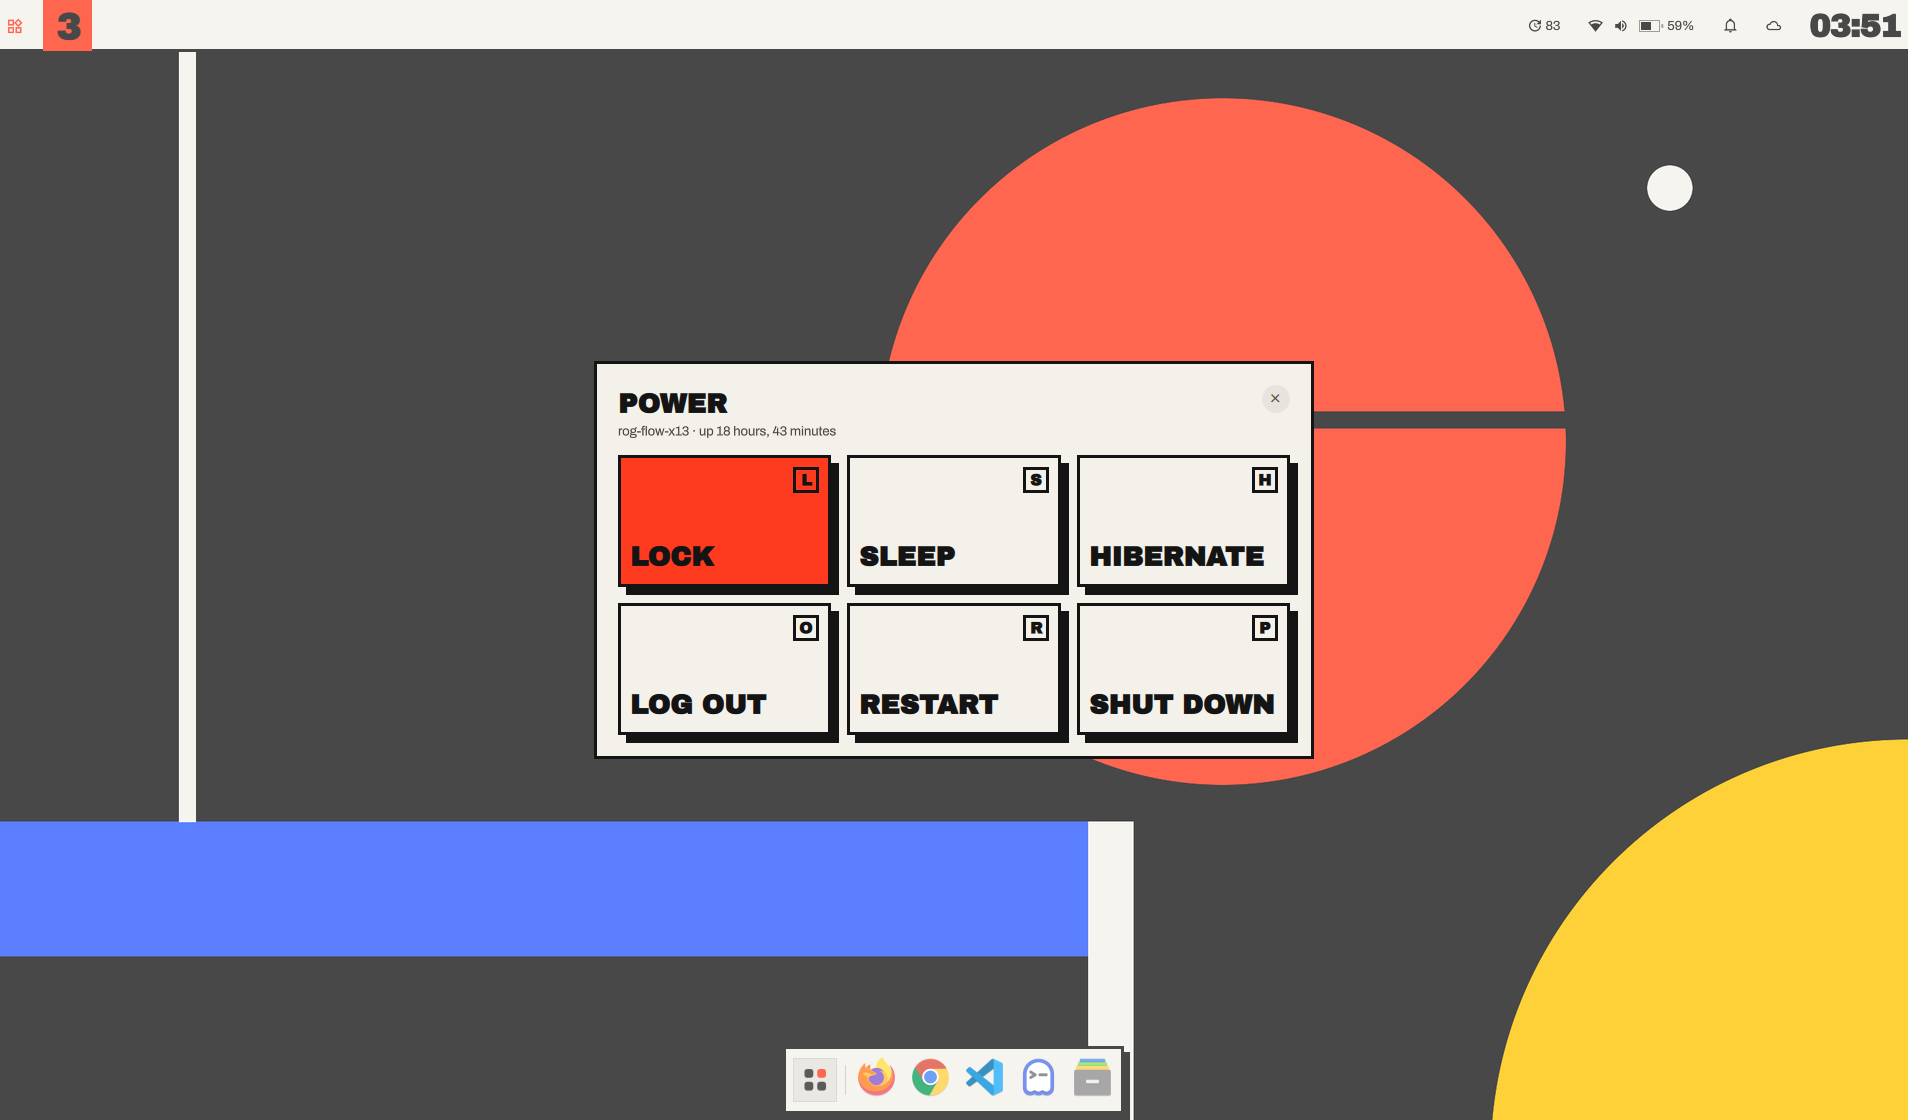 3
83
59%
03:51
POWER
rog-flow-x13 · up 18 hours, 43 minutes
L
LOCK
S
SLEEP
H
HIBERNATE
O
LOG OUT
R
RESTART
P
SHUT DOWN